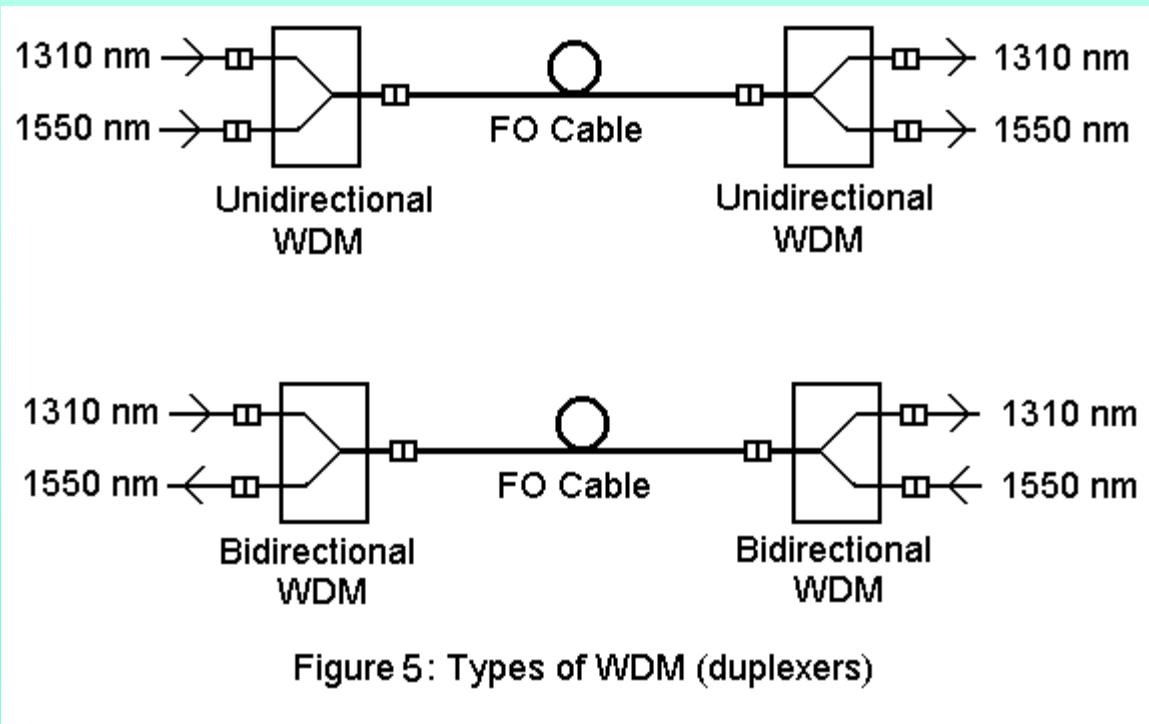 1310 nm
1310 nm
1550 nm
FO Cable
1550 nm
Unidirectional
WDM
Unidirectional
WDM
1310 nm
1310 nm
1550 nm
FO Cable
1550 nm
Bidirectional
WDM
Bidirectional
WDM
Figure 5: Types of WDM (duplexers)